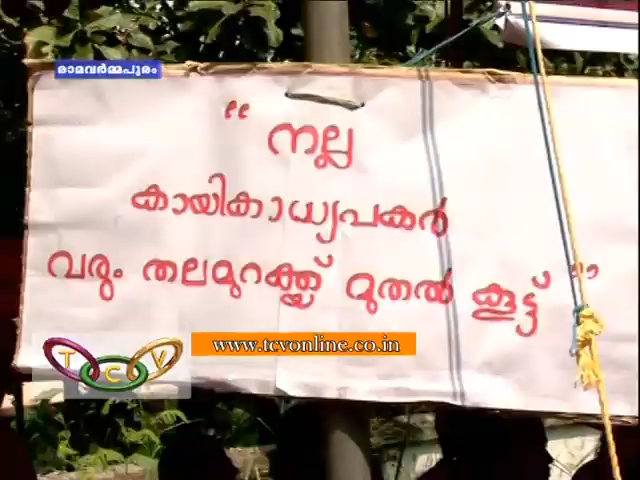 രാമവർമ്മപുരം
“ നല്ല
കായികാധ്യപകർ
വരും തലമുറക്ക് മുതൽ കൂട്ട് ”
TCV
www.tcvonline.co.in